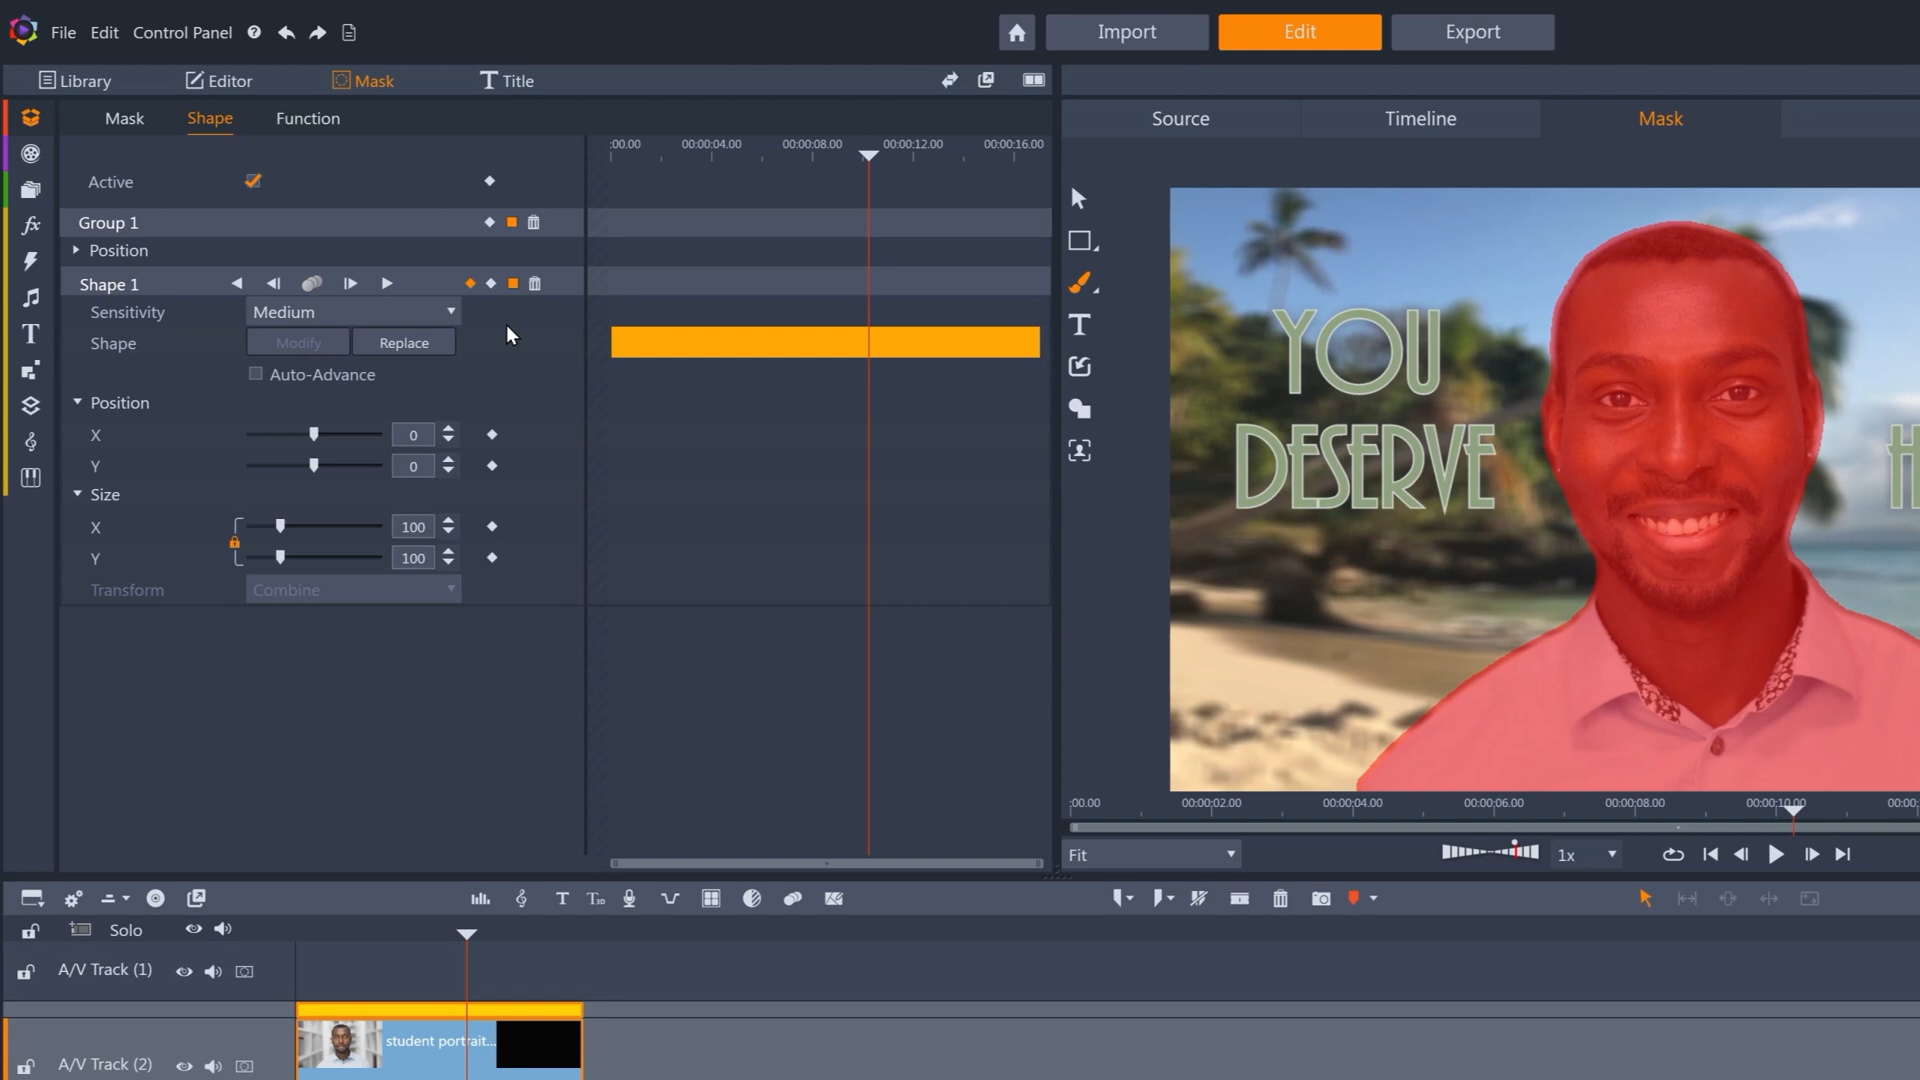 File Edit Control Panel
Import Edit Export
Library Editor Mask Title
Mask Shape Function
Source Timeline Mask
:00.00 00:00:04.00 00:00:08.00 00:00:12.00 00:00:16.00
Active
Group 1
Position
Shape 1
Sensitivity Medium
Shape Modify Replace
Auto-Advance
Position
X 0
Y 0
Size
X 100
Y 100
Transform Combine
YOU
DESERVE
:00.00 00:00:02.00 00:00:04.00 00:00:06.00 00:00:08.00 00:00:10.00 00:00:
Fit 1x
Solo
A/V Track (1)
student portrait...
A/V Track (2)